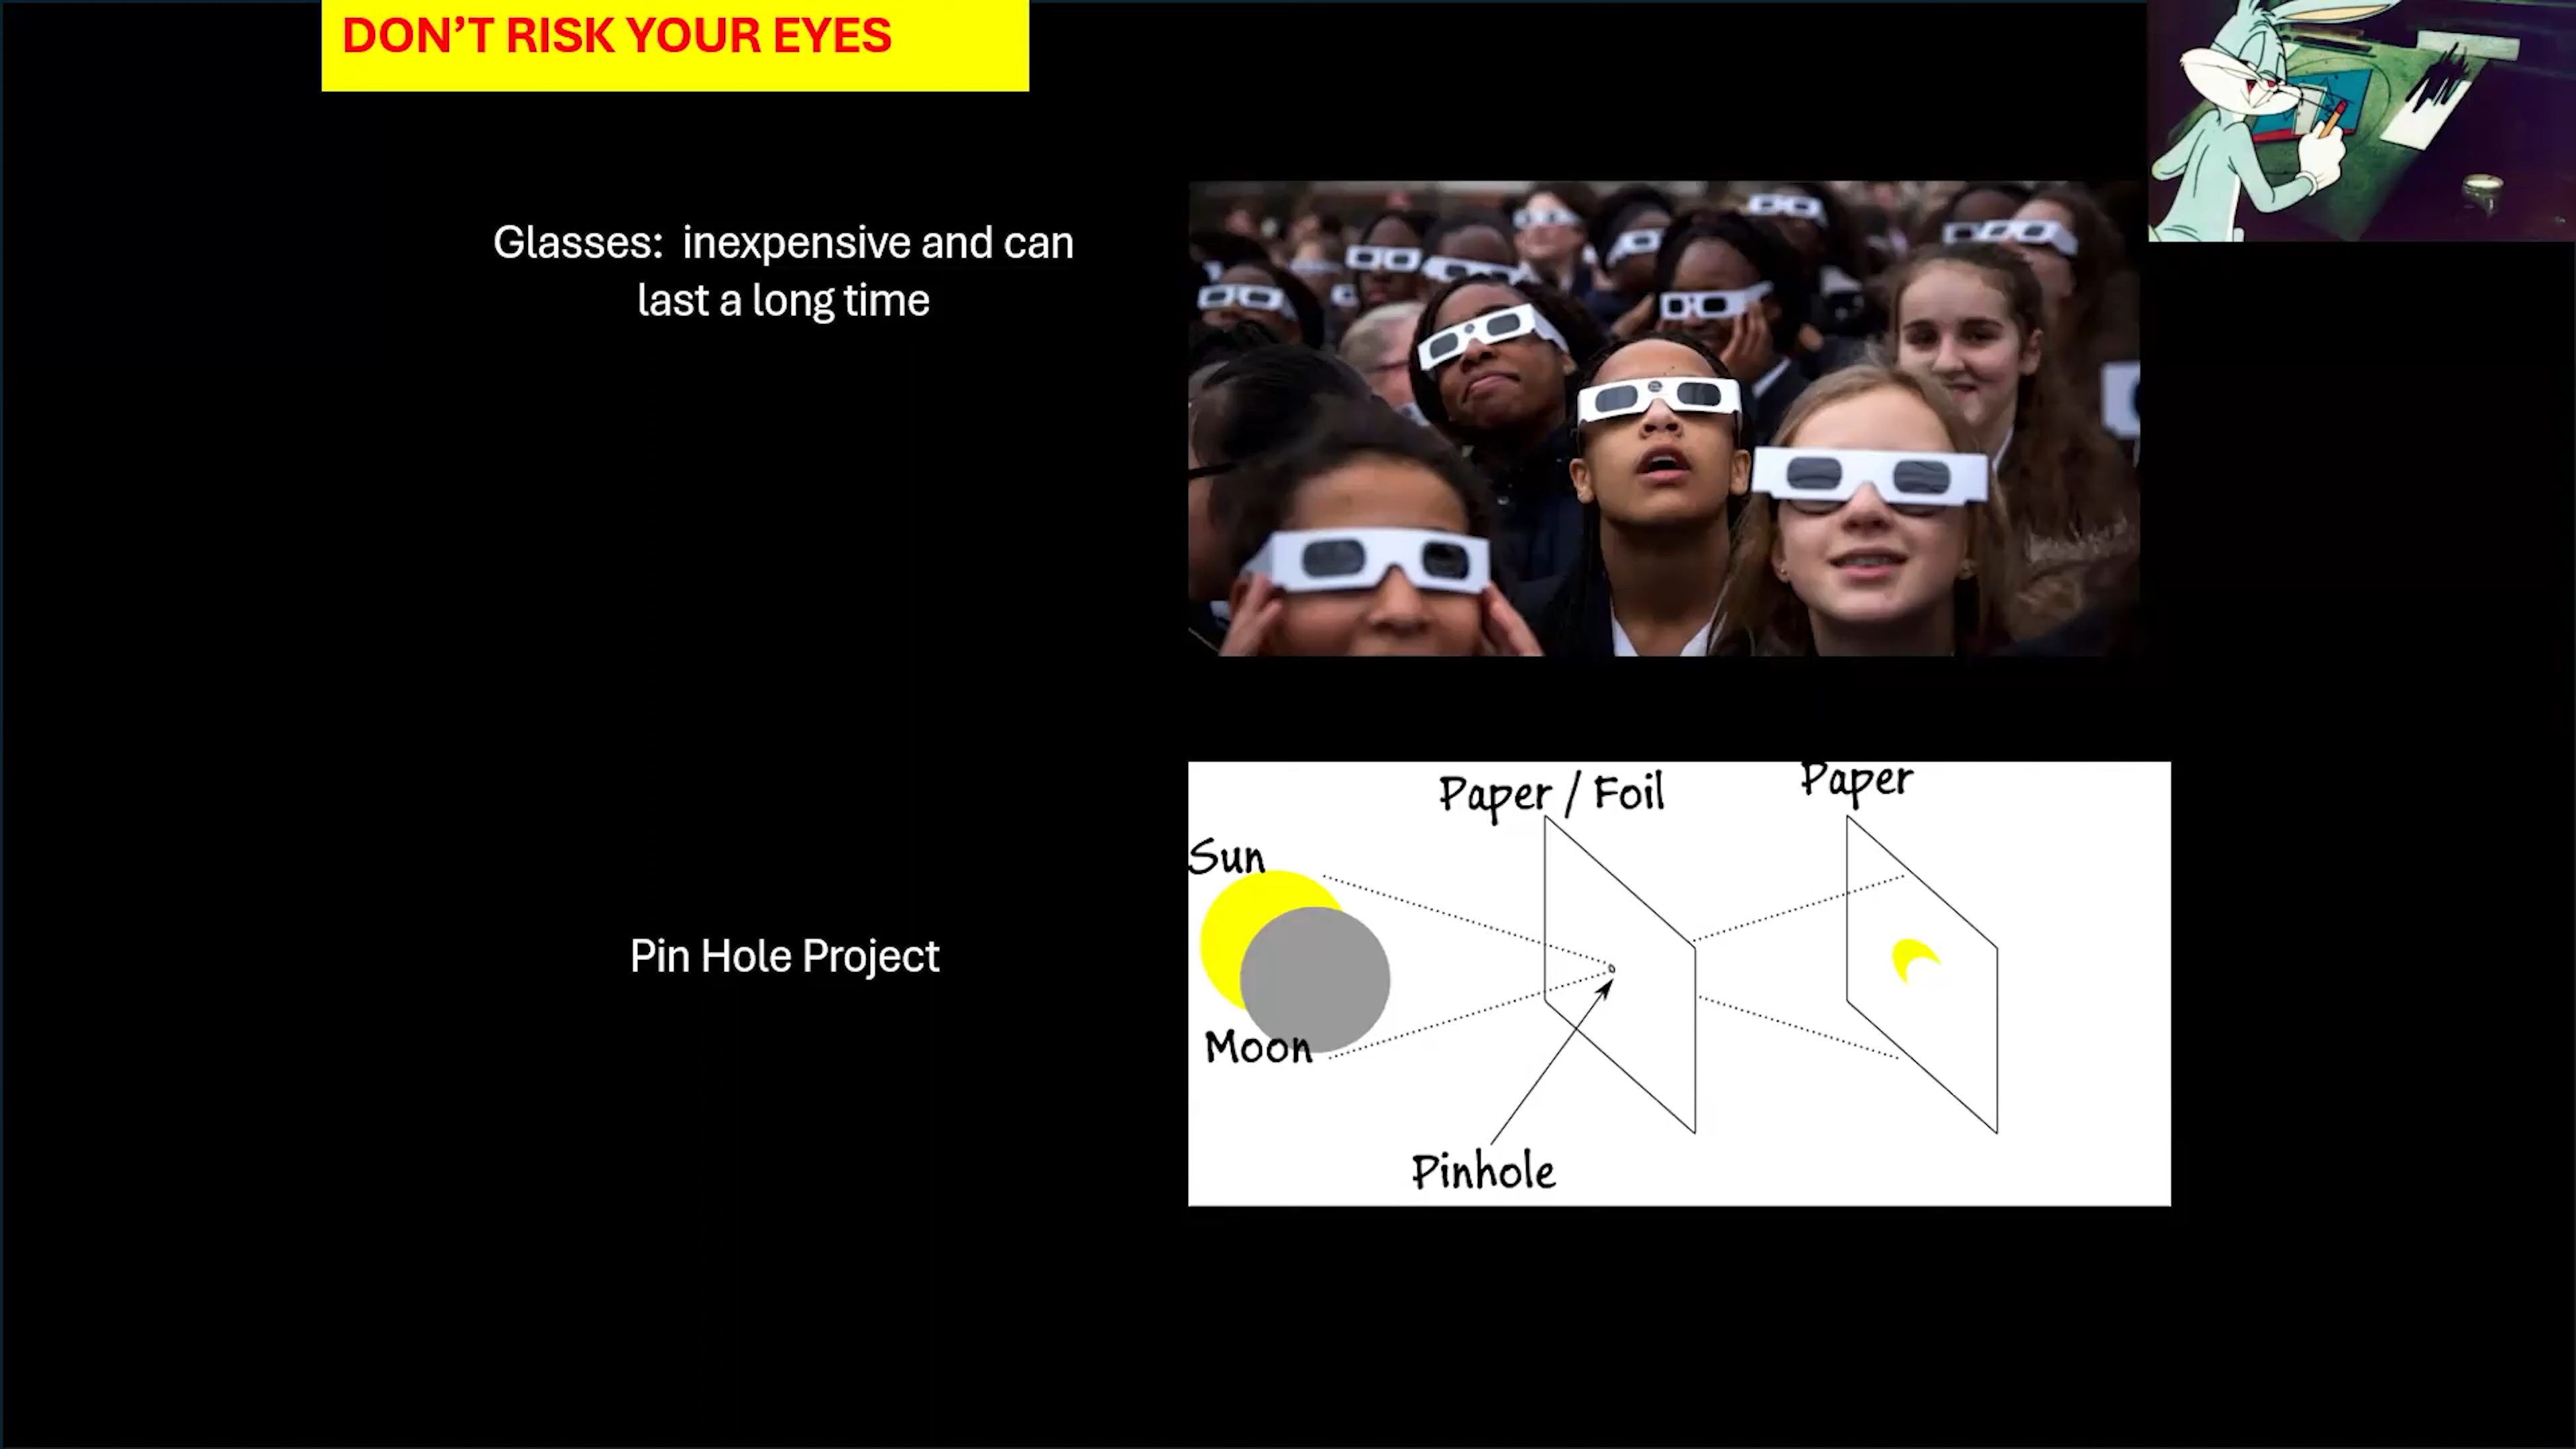 DON’T RISK YOUR EYES
Glasses:  inexpensive and can
last a long time
Pin Hole Project
Paper / Foil
Paper
Sun
Moon
Pinhole